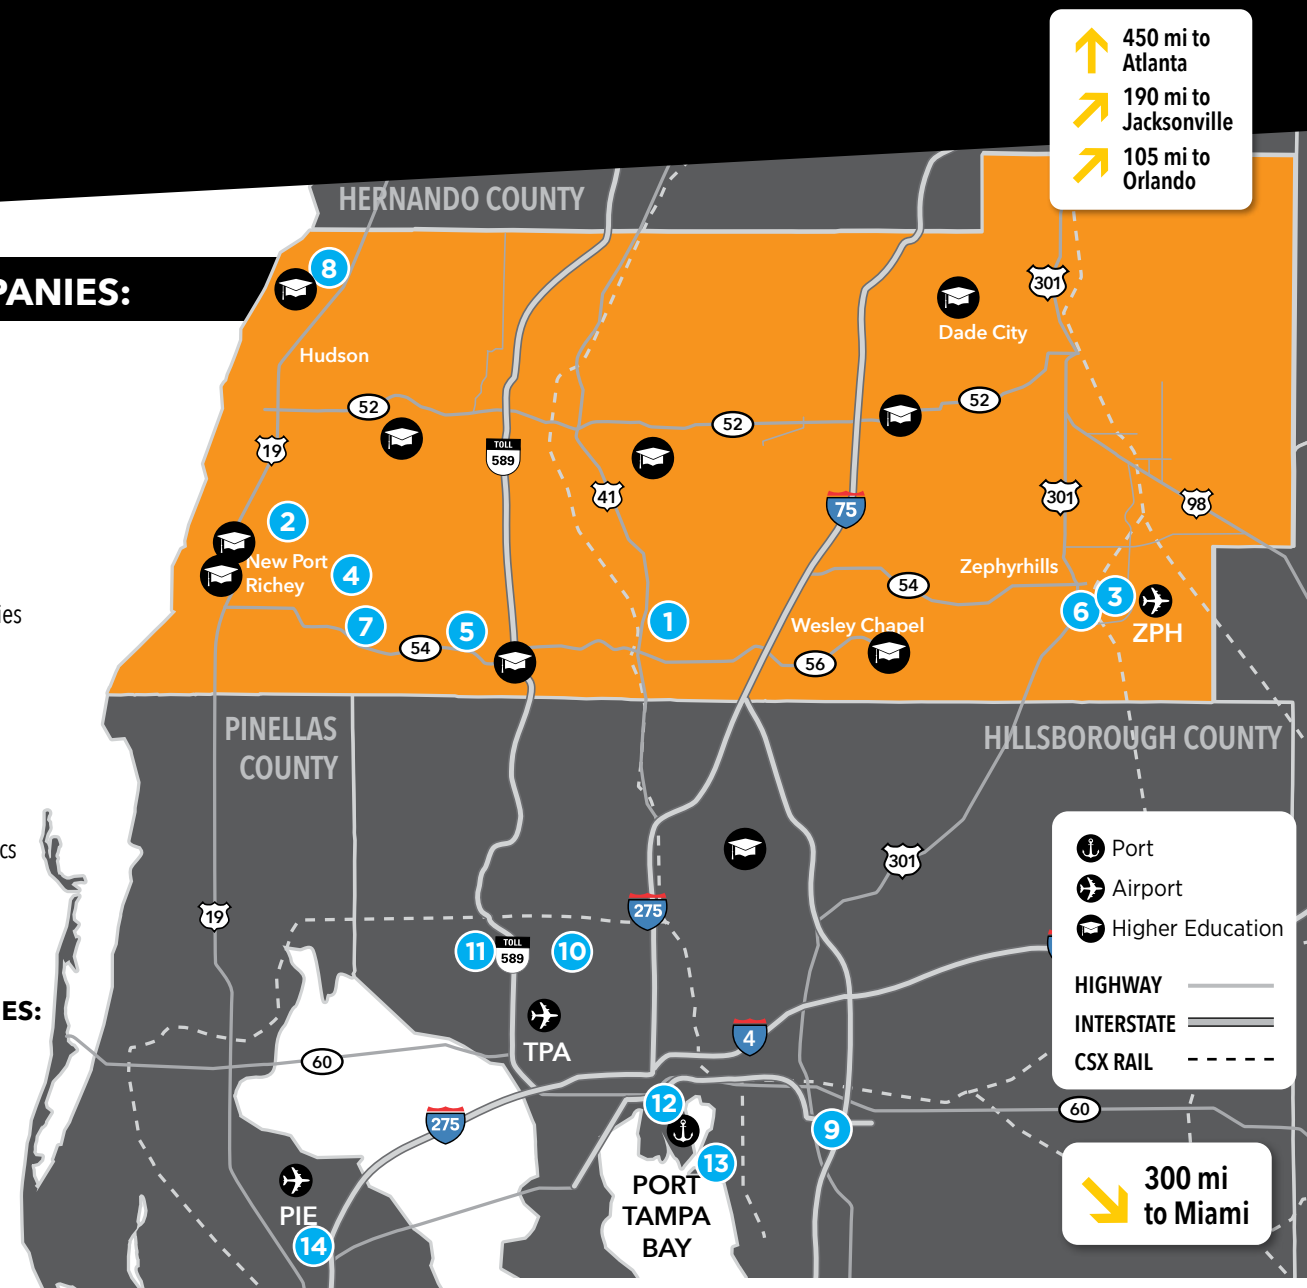 450 mi to
Atlanta
190 mi to
Jacksonville
105 mi to
Orlando
HERNANDO COUNTY
PANIES:
8
301
Dade City
Hudson
52
52
52
19
TOLL
589
41
75
301
98
2
New Port
Richey
4
Zephyrhills
54
3
6
ZPH
ies
7
5
54
1
Wesley Chapel
56
PINELLAS
COUNTY
HILLSBOROUGH COUNTY
cs
301
Port
Airport
Higher Education
HIGHWAY
INTERSTATE
CSX RAIL
19
275
11
TOLL
589
10
ES:
TPA
4
60
275
12
9
60
13
PORT
TAMPA
BAY
PIE
14
300 mi
to Miami